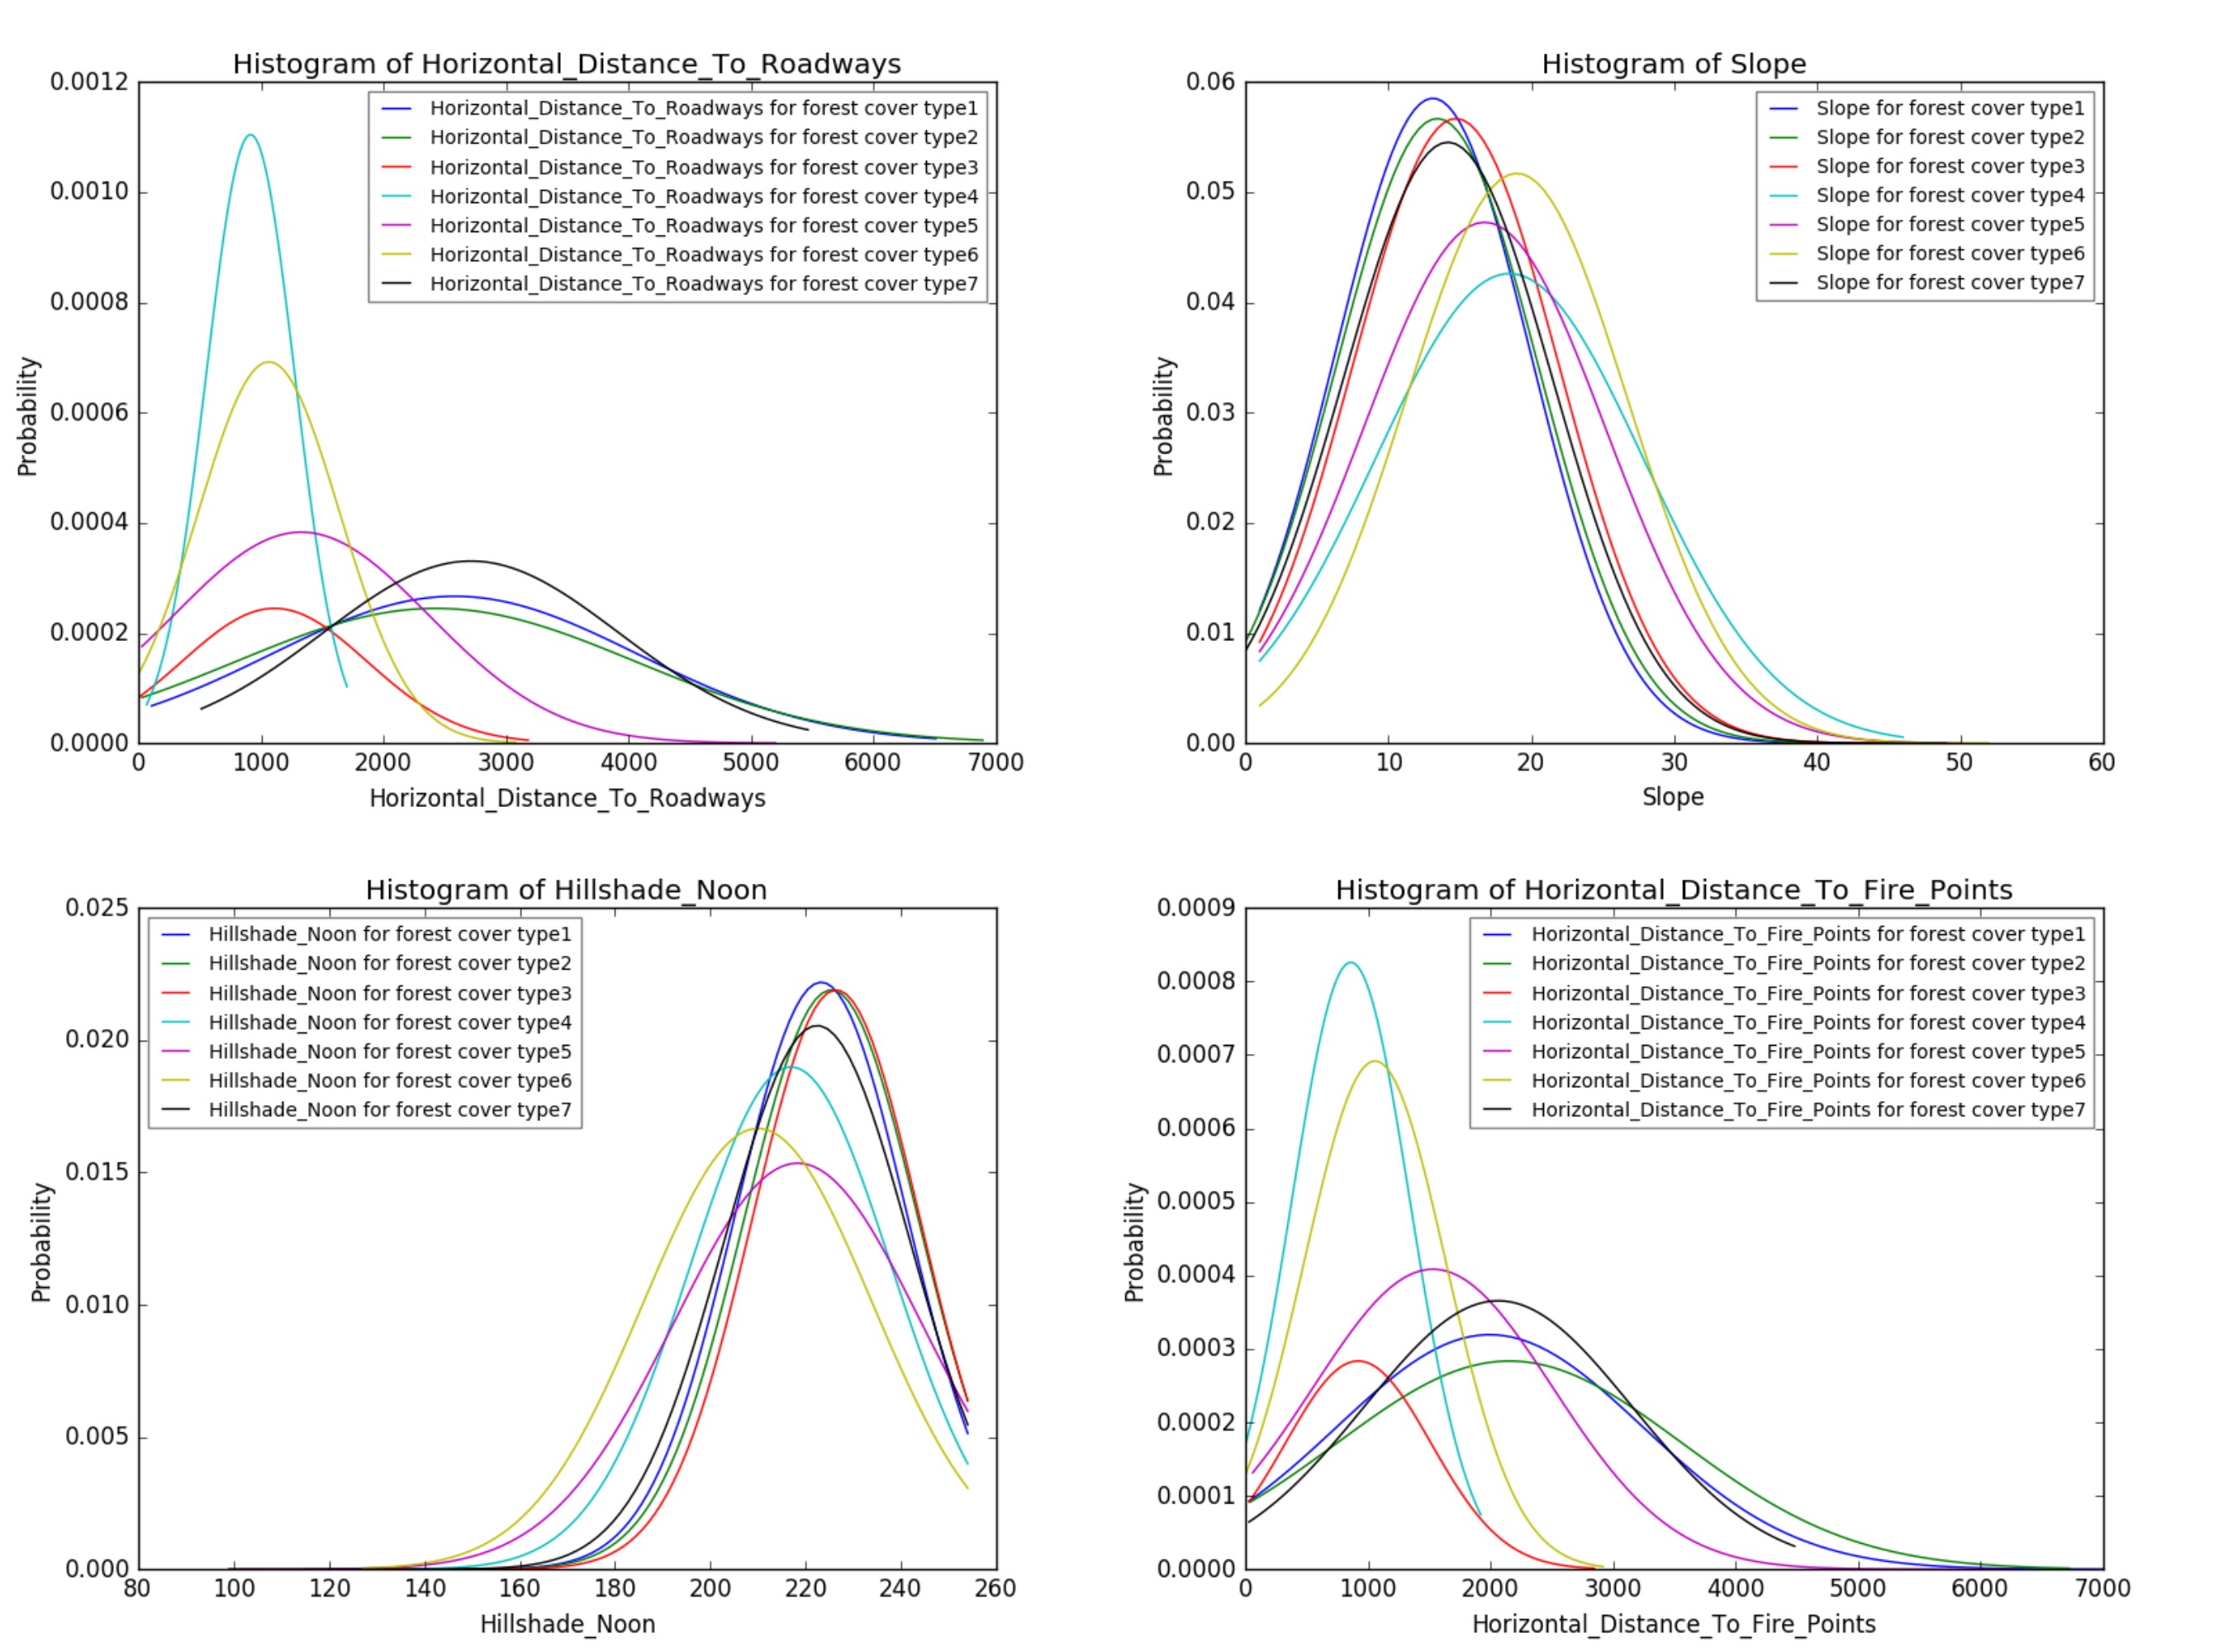 Histogram of Horizontal_Distance_To_Roadways
0.0012
0.0010
0.0008
0.0006
0.0004
0.0002
0.0000
Probability
Horizontal_Distance_To_Roadways for forest cover type1
Horizontal_Distance_To_Roadways for forest cover type2
Horizontal_Distance_To_Roadways for forest cover type3
Horizontal_Distance_To_Roadways for forest cover type4
Horizontal_Distance_To_Roadways for forest cover type5
Horizontal_Distance_To_Roadways for forest cover type6
Horizontal_Distance_To_Roadways for forest cover type7
0 1000 2000 3000 4000 5000 6000 7000
Horizontal_Distance_To_Roadways
Histogram of Slope
0.06
0.05
0.04
0.03
0.02
0.01
0.00
Probability
Slope for forest cover type1
Slope for forest cover type2
Slope for forest cover type3
Slope for forest cover type4
Slope for forest cover type5
Slope for forest cover type6
Slope for forest cover type7
0 10 20 30 40 50 60
Slope
Histogram of Hillshade_Noon
0.025
0.020
0.015
0.010
0.005
0.000
Probability
Hillshade_Noon for forest cover type1
Hillshade_Noon for forest cover type2
Hillshade_Noon for forest cover type3
Hillshade_Noon for forest cover type4
Hillshade_Noon for forest cover type5
Hillshade_Noon for forest cover type6
Hillshade_Noon for forest cover type7
80 100 120 140 160 180 200 220 240 260
Hillshade_Noon
Histogram of Horizontal_Distance_To_Fire_Points
0.0009
0.0008
0.0007
0.0006
0.0005
0.0004
0.0003
0.0002
0.0001
0.0000
Probability
Horizontal_Distance_To_Fire_Points for forest cover type1
Horizontal_Distance_To_Fire_Points for forest cover type2
Horizontal_Distance_To_Fire_Points for forest cover type3
Horizontal_Distance_To_Fire_Points for forest cover type4
Horizontal_Distance_To_Fire_Points for forest cover type5
Horizontal_Distance_To_Fire_Points for forest cover type6
Horizontal_Distance_To_Fire_Points for forest cover type7
0 1000 2000 3000 4000 5000 6000 7000
Horizontal_Distance_To_Fire_Points